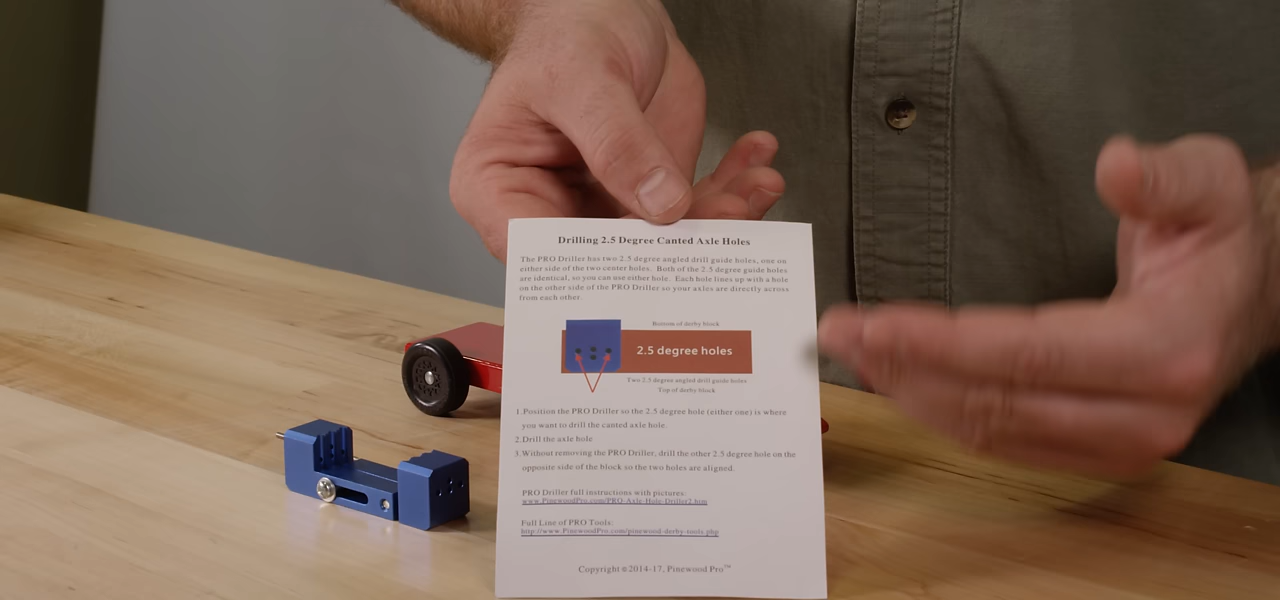 Drilling 2.5 Degree Canted Axle Holes
The PRO Driller has two 2.5 degree angled drill guide holes, one on
either side of the two center holes. Both of the 2.5 degree guide holes
are identical, so you can use either hole. Each hole lines up with a hole
on the other side of the PRO Driller so your axles are directly across
from each other.
Bottom of derby block
2.5 degree holes
Two 2.5 degree angled drill guide holes
Top of derby block
1.Position the PRO Driller so the 2.5 degree hole (either one) is where
you want to drill the canted axle hole.
2.Drill the axle hole
3.Without removing the PRO Driller, drill the other 2.5 degree hole on the
opposite side of the block so the two holes are aligned.
PRO Driller full instructions with pictures:
www.PinewoodPro.com/PRO-Axle-Hole-Driller2.htm
Full Line of PRO Tools:
http://www.PinewoodPro.com/pinewood-derby-tools.php
Copyright ©2014-17, Pinewood Pro™